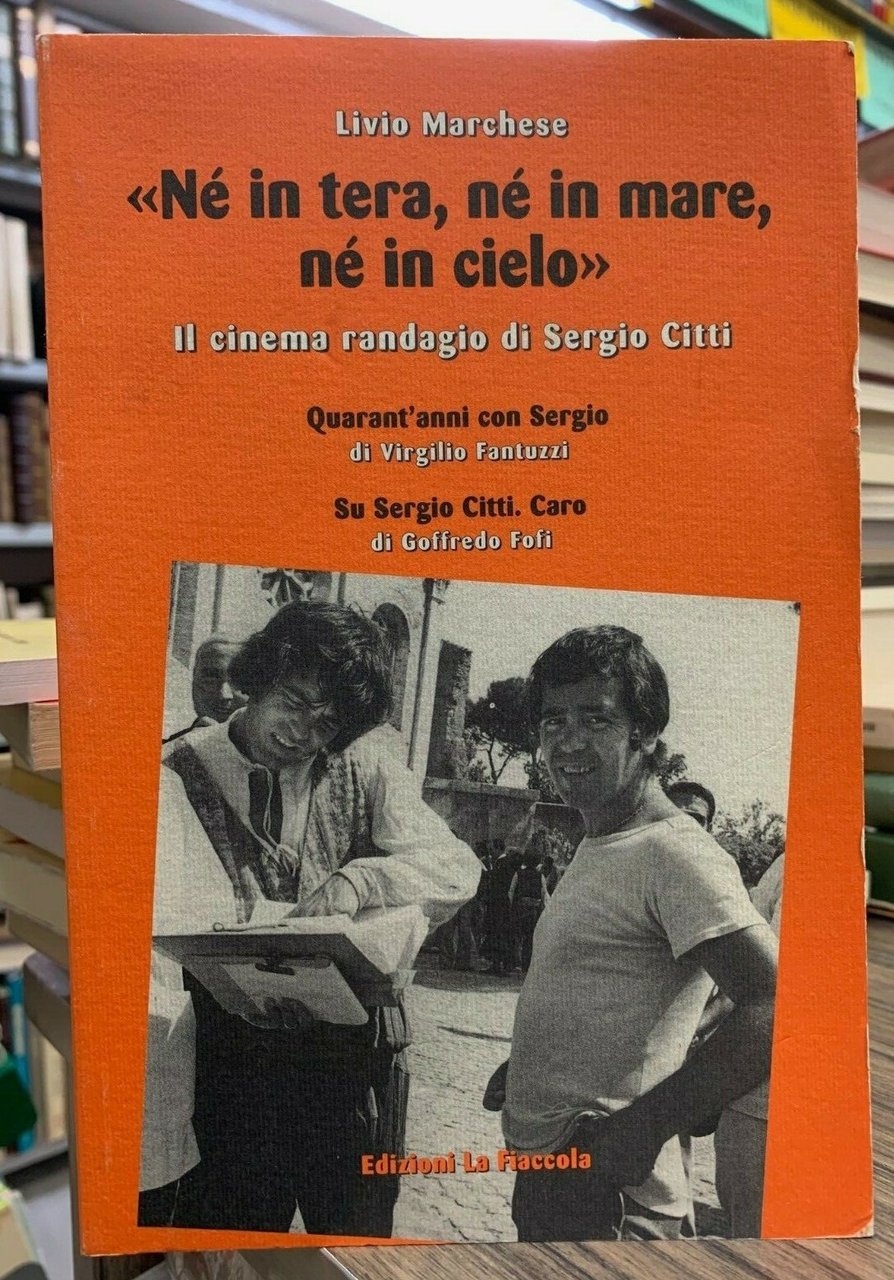 Livio Marchese
«Né in tera, né in mare,
né in cielo»
Il cinema randagio di Sergio Citti
Quarant'anni con Sergio
di Virgilio Fantuzzi
Su Sergio Citti. Caro
di Goffredo Fofi
Edizioni La Fiaccola